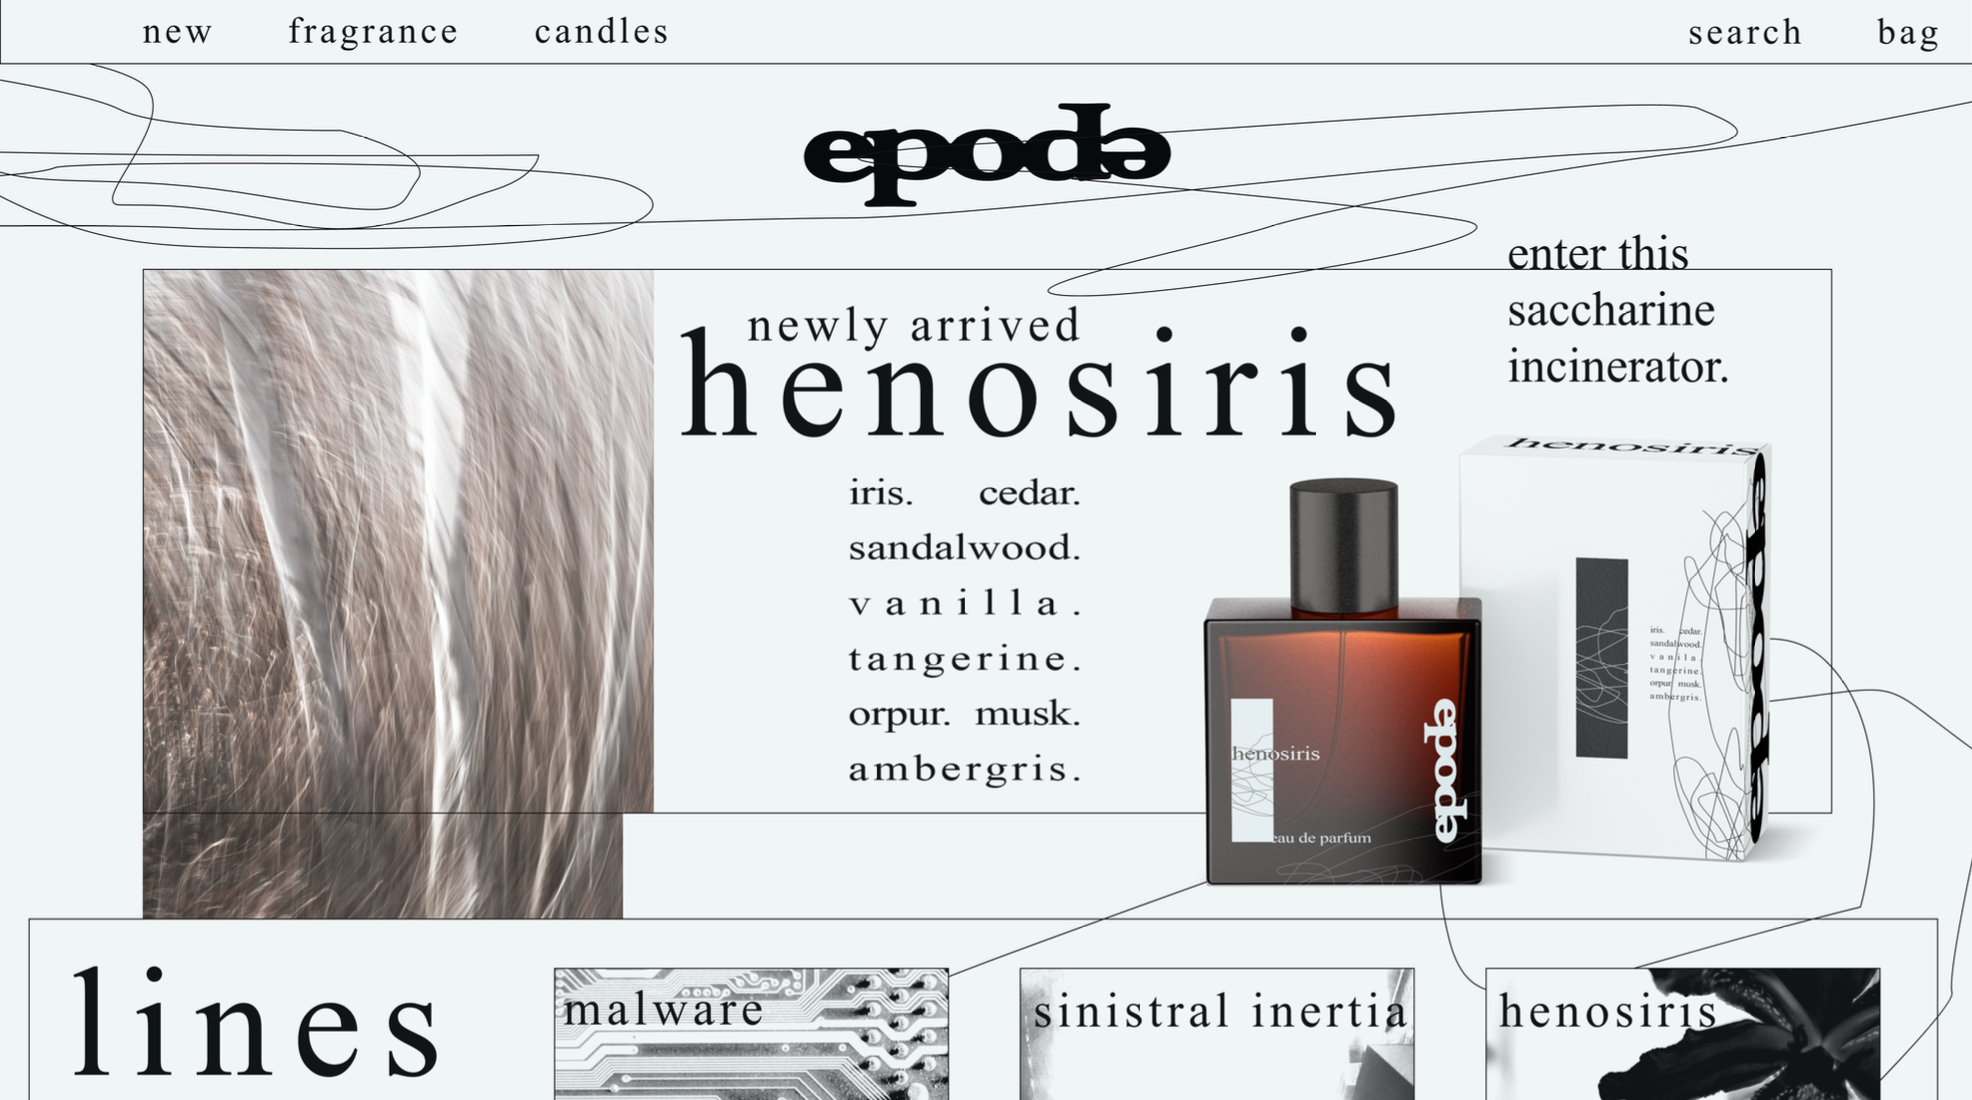 new fragrance candles search bag
epode
enter this
saccharine
incinerator.
newly arrived
henosiris
iris. cedar.
sandalwood.
vanilla.
tangerine.
orpur. musk.
ambergris.
henosiris
epode
iris. cedar.
sandalwood.
vanilla.
tangerine.
orpur. musk.
ambergris.
henosiris
eau de parfum
epode
lines
malware
sinistral inertia
henosiris